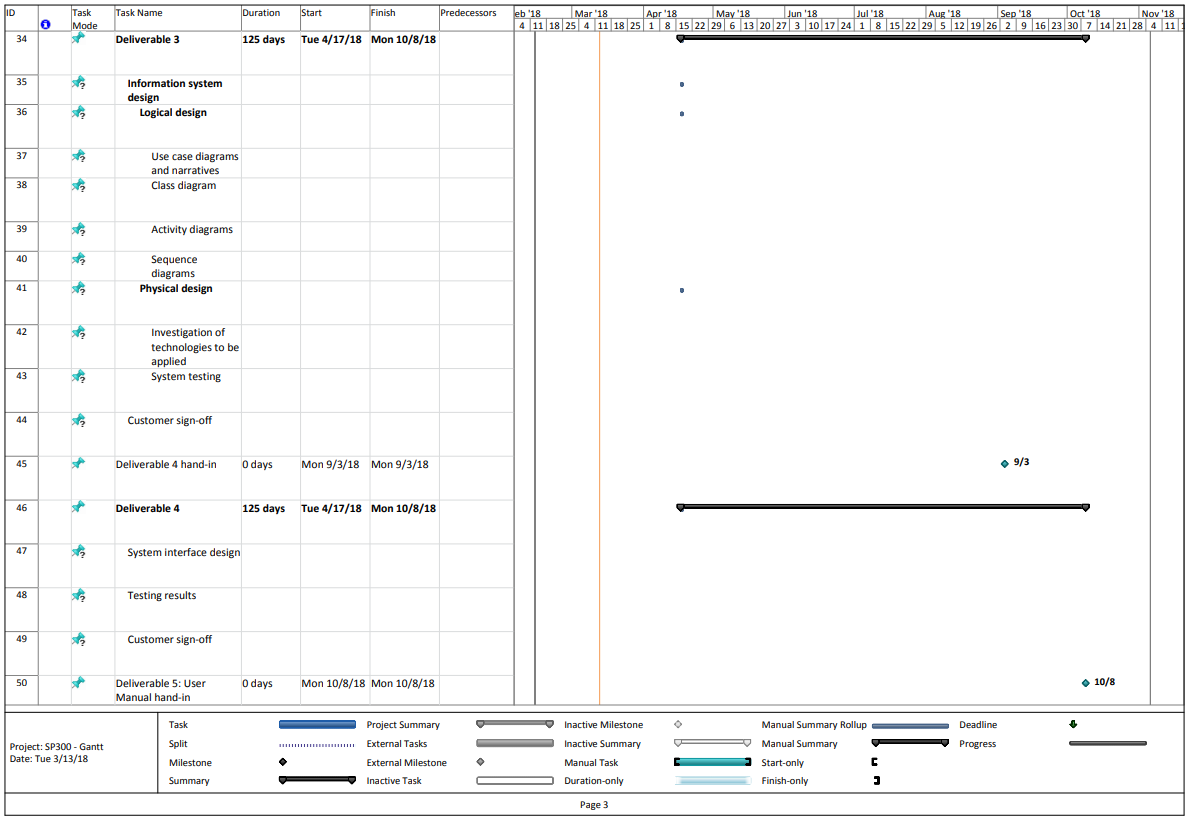 ID Task Mode Task Name Duration Start Finish Predecessors eb '18 Mar '18 Apr '18 May '18 Jun '18 Jul '18 Aug '18 Sep '18 Oct '18 Nov '18
4 11 18 25 4 11 18 25 1 8 15 22 29 6 13 20 27 3 10 17 24 1 8 15 22 29 5 12 19 26 2 9 16 23 30 7 14 21 28 4 11
34 Deliverable 3 125 days Tue 4/17/18 Mon 10/8/18
35 Information system
design
36 Logical design
37 Use case diagrams
and narratives
38 Class diagram
39 Activity diagrams
40 Sequence
diagrams
41 Physical design
42 Investigation of
technologies to be
applied
43 System testing
44 Customer sign-off
45 Deliverable 4 hand-in 0 days Mon 9/3/18 Mon 9/3/18 9/3
46 Deliverable 4 125 days Tue 4/17/18 Mon 10/8/18
47 System interface design
48 Testing results
49 Customer sign-off
50 Deliverable 5: User 0 days Mon 10/8/18 Mon 10/8/18 10/8
Manual hand-in
Project: SP300 - Gantt
Date: Tue 3/13/18
Task Project Summary Inactive Milestone Manual Summary Rollup Deadline
Split External Tasks Inactive Summary Manual Summary Progress
Milestone External Milestone Manual Task Start-only
Summary Inactive Task Duration-only Finish-only
Page 3